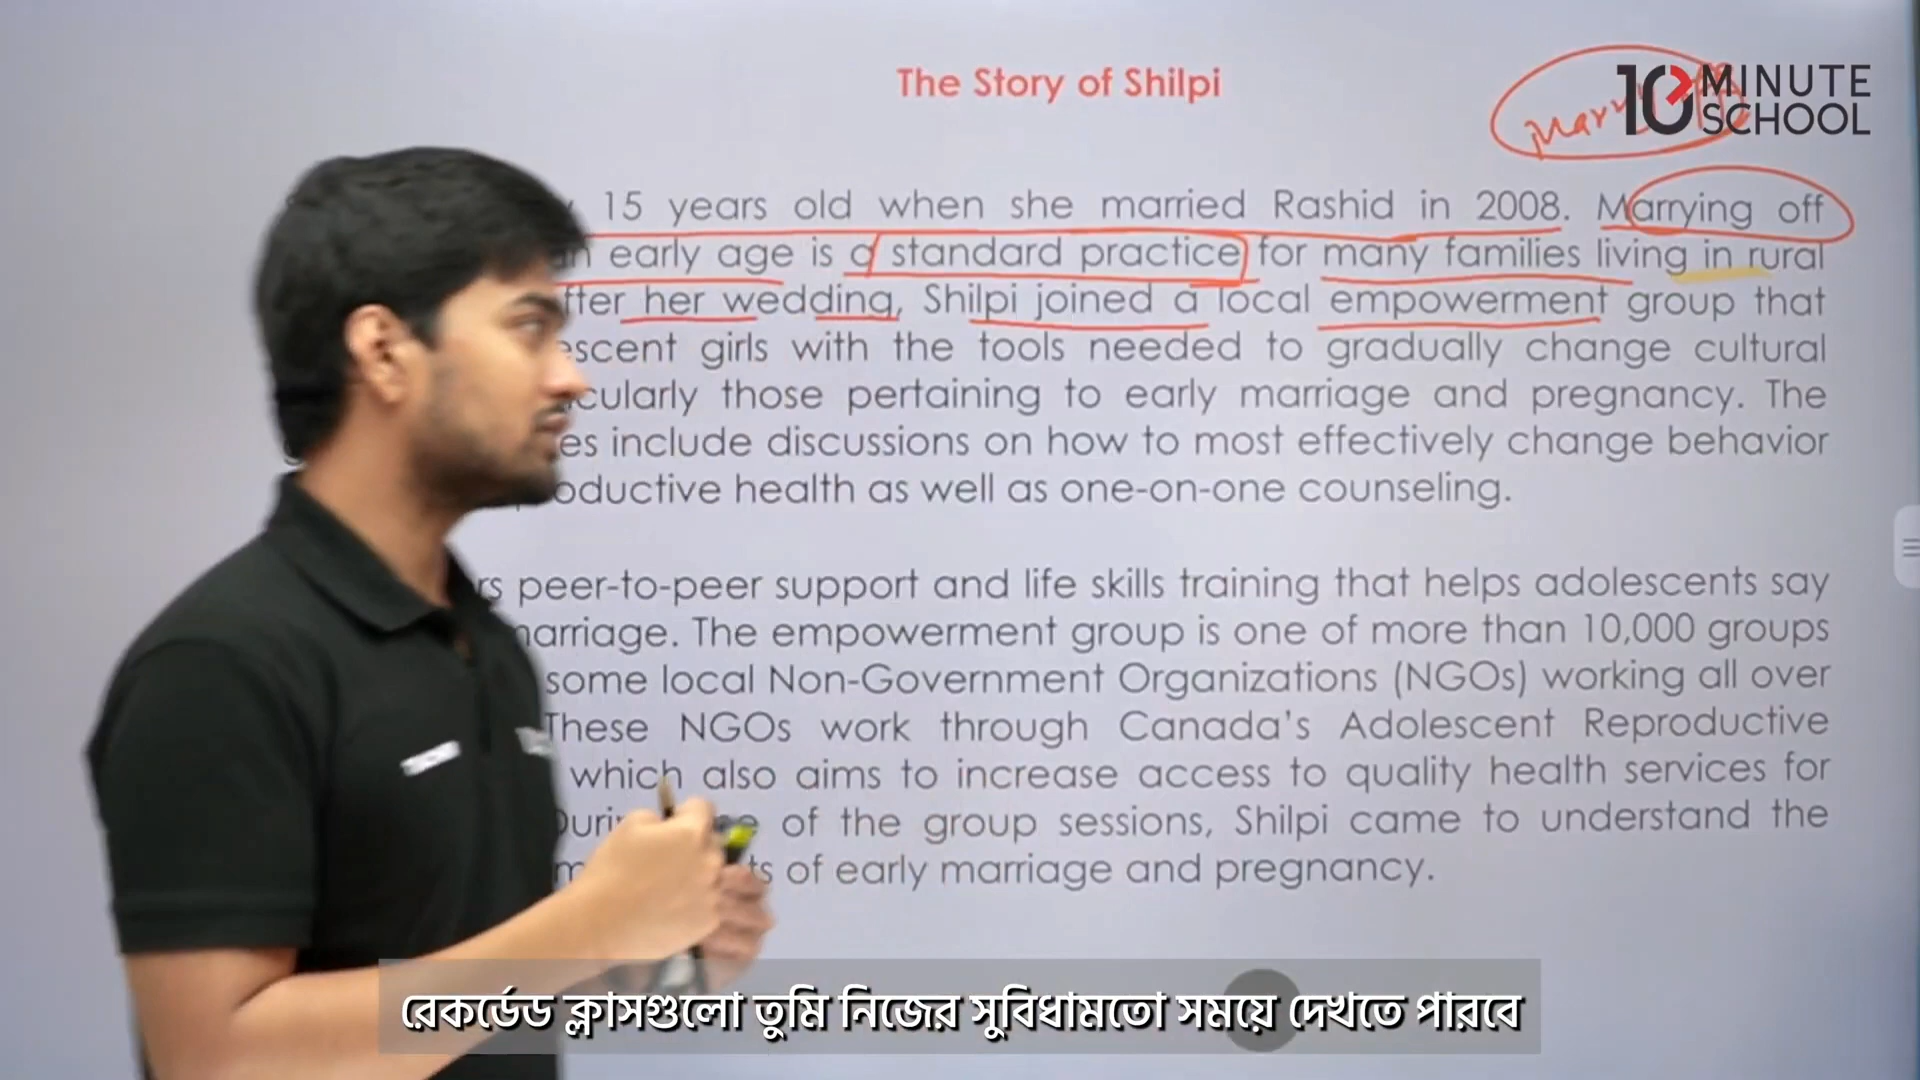 The Story of Shilpi
10 MINUTE
SCHOOL
15 years old when she married Rashid in 2008. Marrying off
early age is a standard practice for many families living in rural
her wedding, Shilpi joined a local empowerment group that
girls with the tools needed to gradually change cultural
those pertaining to early marriage and pregnancy. The
include discussions on how to most effectively change behavior
health as well as one-on-one counseling.
peer-to-peer support and life skills training that helps adolescents say
marriage. The empowerment group is one of more than 10,000 groups
some local Non-Government Organizations (NGOs) working all over
These NGOs work through Canada's Adolescent Reproductive
which also aims to increase access to quality health services for
of the group sessions, Shilpi came to understand the
of early marriage and pregnancy.
রেকর্ডেড ক্লাসগুলো তুমি নিজের সুবিধামতো সময়ে দেখতে পারবে